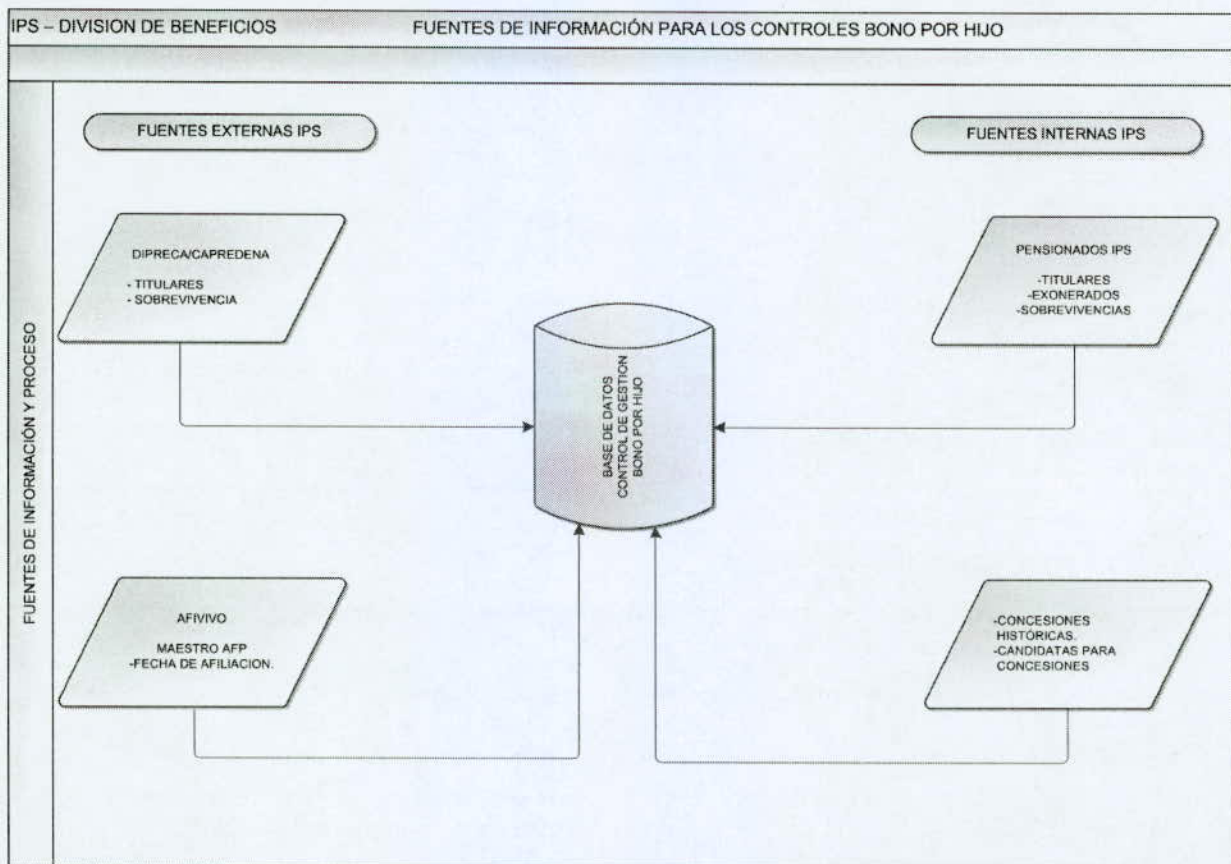 IPS – DIVISION DE BENEFICIOS
FUENTES DE INFORMACIÓN PARA LOS CONTROLES BONO POR HIJO
FUENTES DE INFORMACIÓN Y PROCESO
FUENTES EXTERNAS IPS
FUENTES INTERNAS IPS
DIPRECA/CAPREDENA
- TITULARES
- SOBREVIVENCIA
PENSIONADOS IPS
-TITULARES
-EXONERADOS
-SOBREVIVENCIAS
BASE DE DATOS
CONTROL DE GESTION
BONO POR HIJO
AFIVIVO
MAESTRO AFP
-FECHA DE AFILIACION.
-CONCESIONES
HISTÓRICAS.
-CANDIDATAS PARA
CONCESIONES